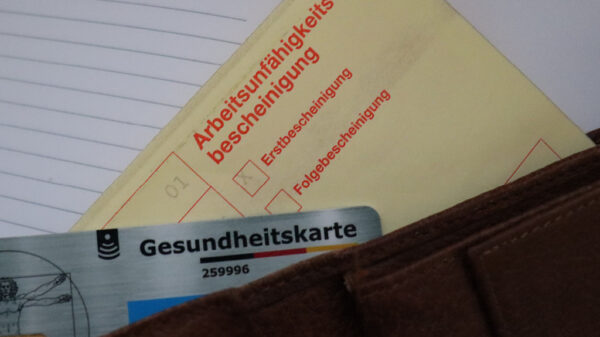 Arbeitsunfähigkeits
bescheinigung
01
X
Erstbescheinigung
Folgebescheinigung
Gesundheitskarte
259996